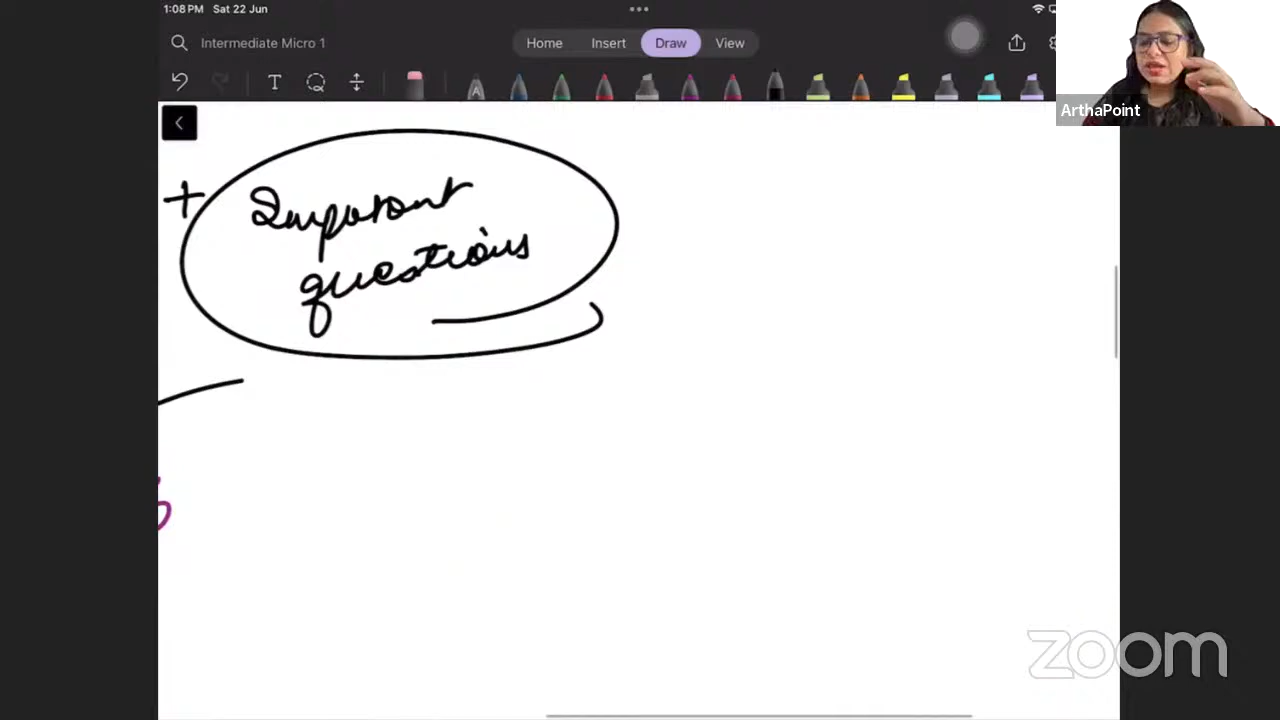 1:08 PM Sat 22 Jun
Intermediate Micro 1
Home Insert Draw View
T
A
ArthaPoint
+ Important
questions
zoom